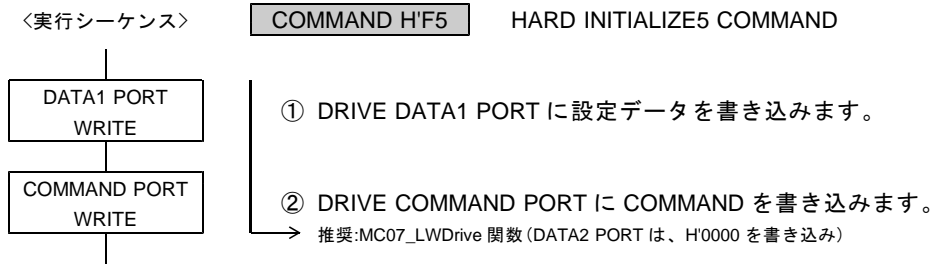 〈実行シーケンス〉 COMMAND H'F5 HARD INITIALIZE5 COMMAND
DATA1 PORT
WRITE
① DRIVE DATA1 PORT に設定データを書き込みます。
COMMAND PORT
WRITE
② DRIVE COMMAND PORT に COMMAND を書き込みます。
推奨:MC07_LWDrive 関数(DATA2 PORT は、H'0000 を書き込み)